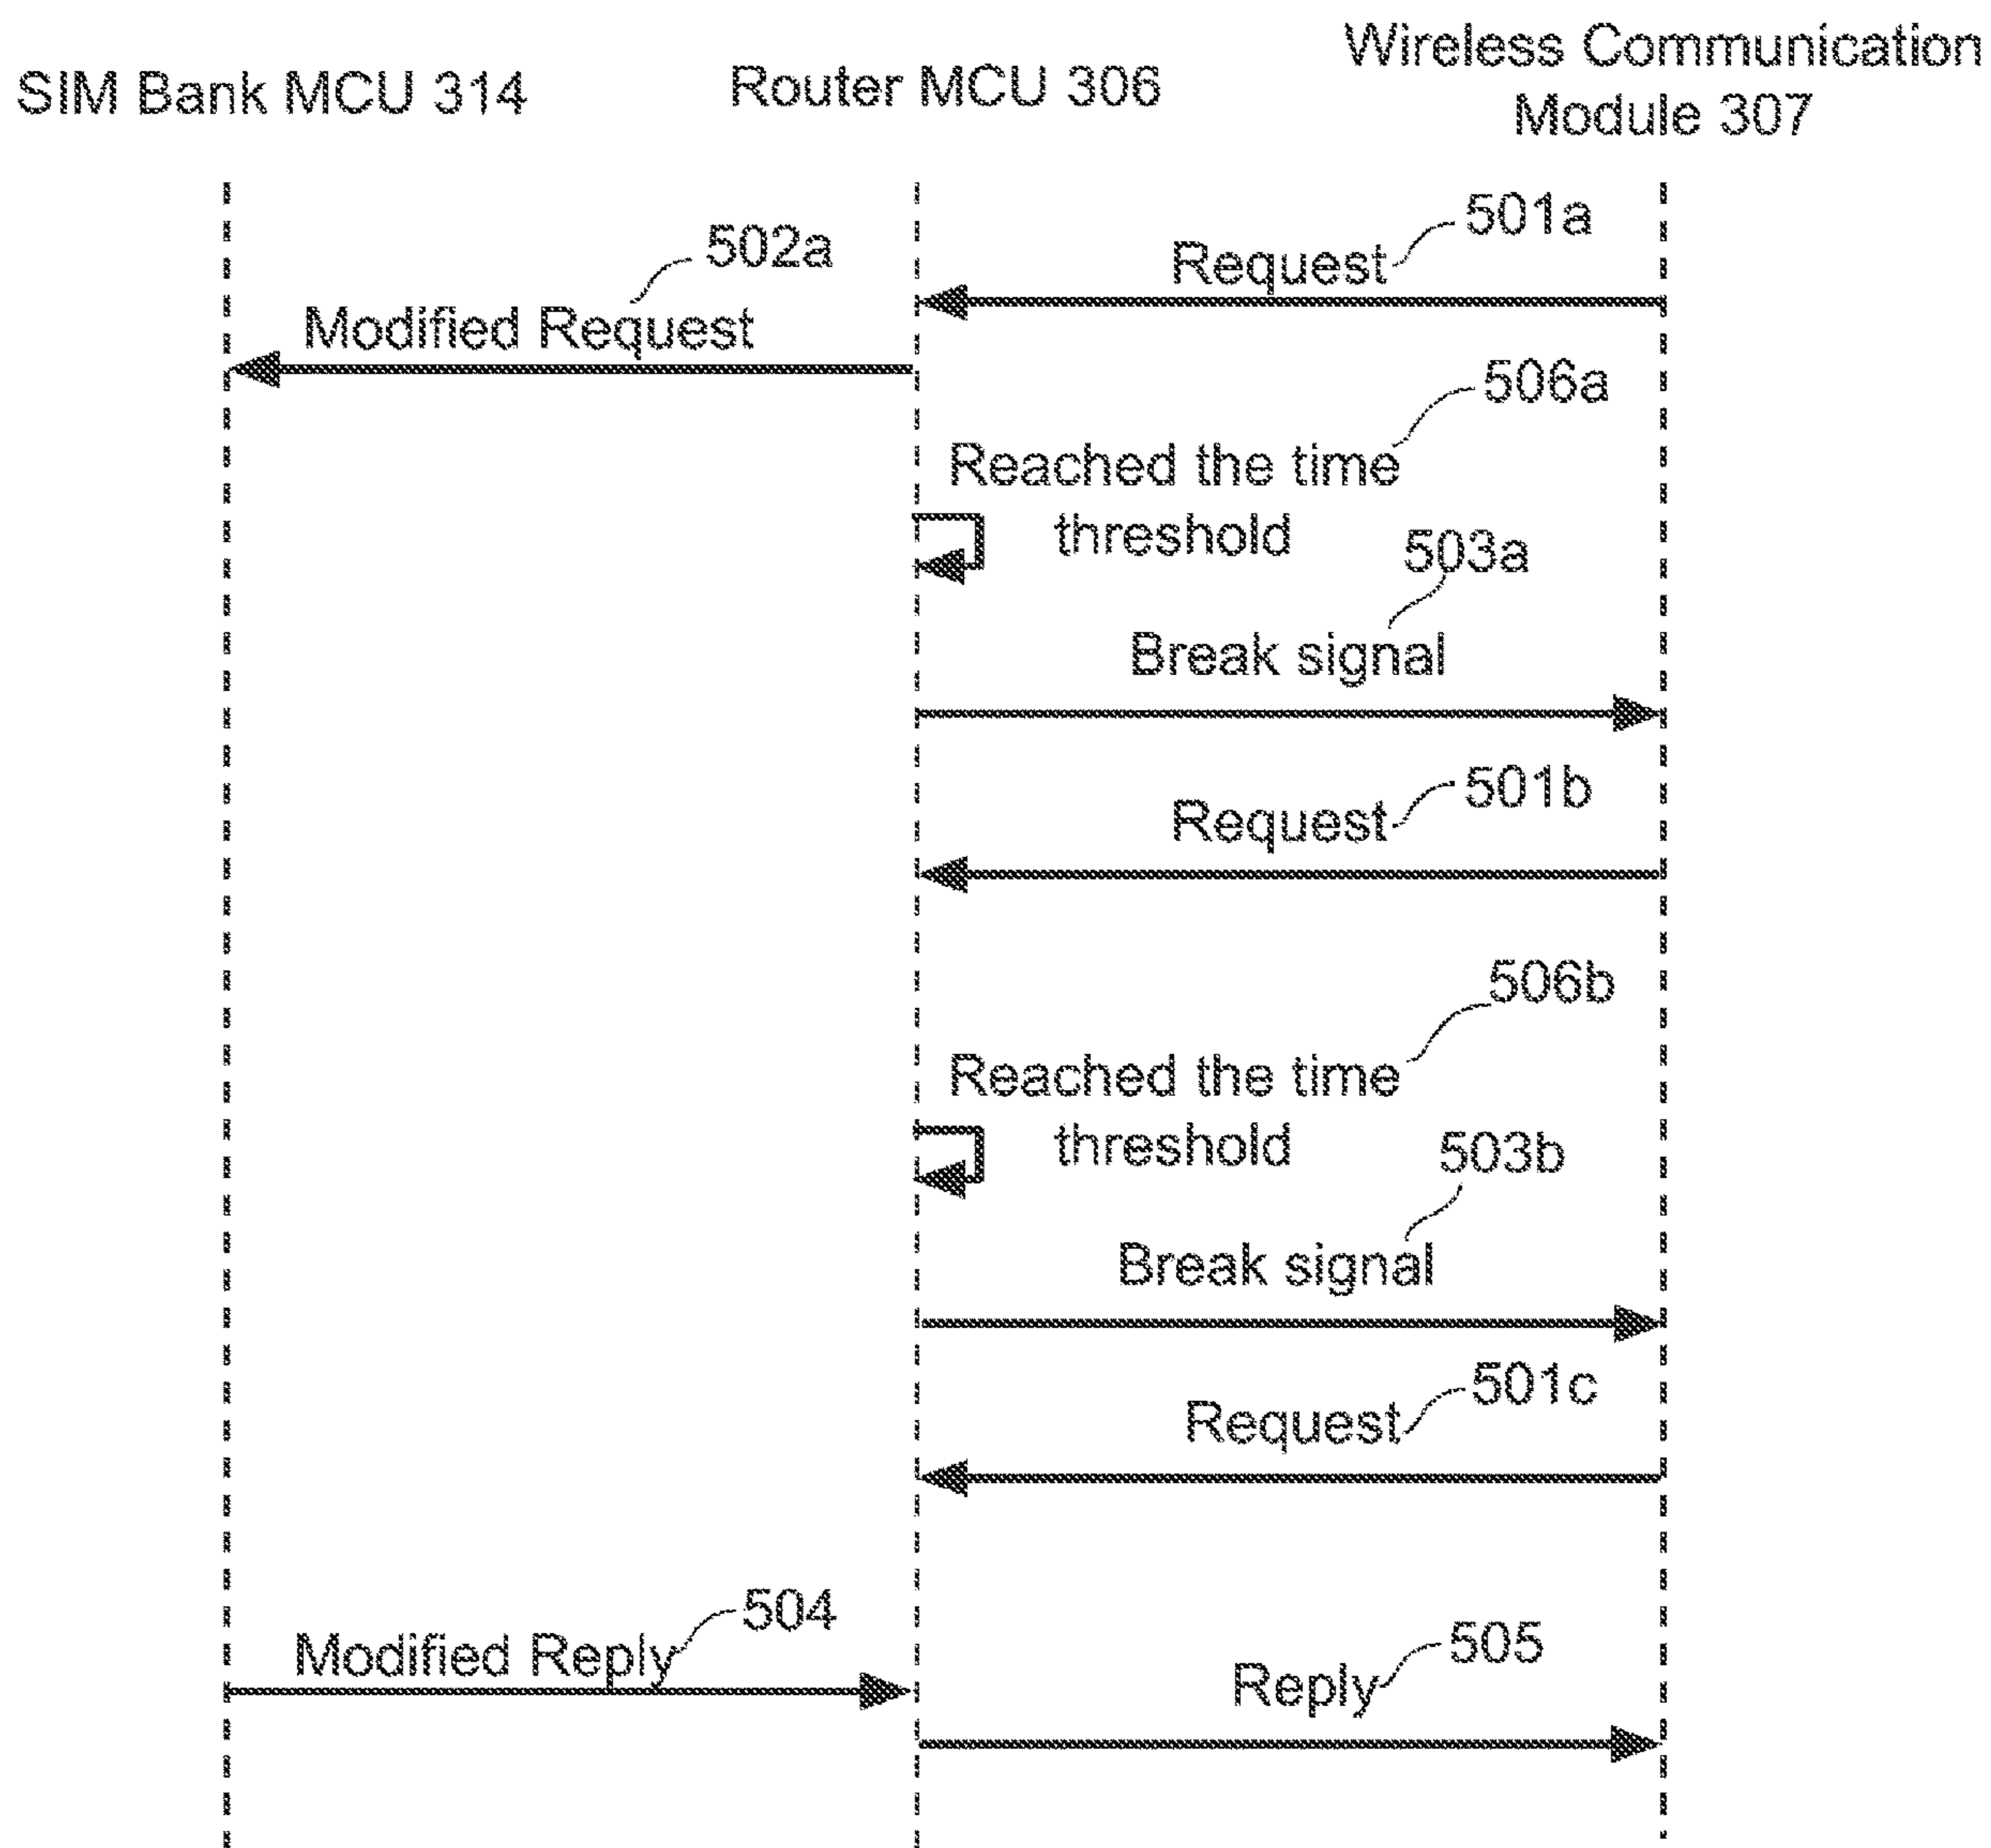 SIM Bank MCU 314
Router MCU 306
Wireless Communication
Module 307
501a
Request
502a
Modified Request
506a
Reached the time
threshold
503a
Break signal
501b
Request
506b
Reached the time
threshold
503b
Break signal
501c
Request
504
Modified Reply
505
Reply